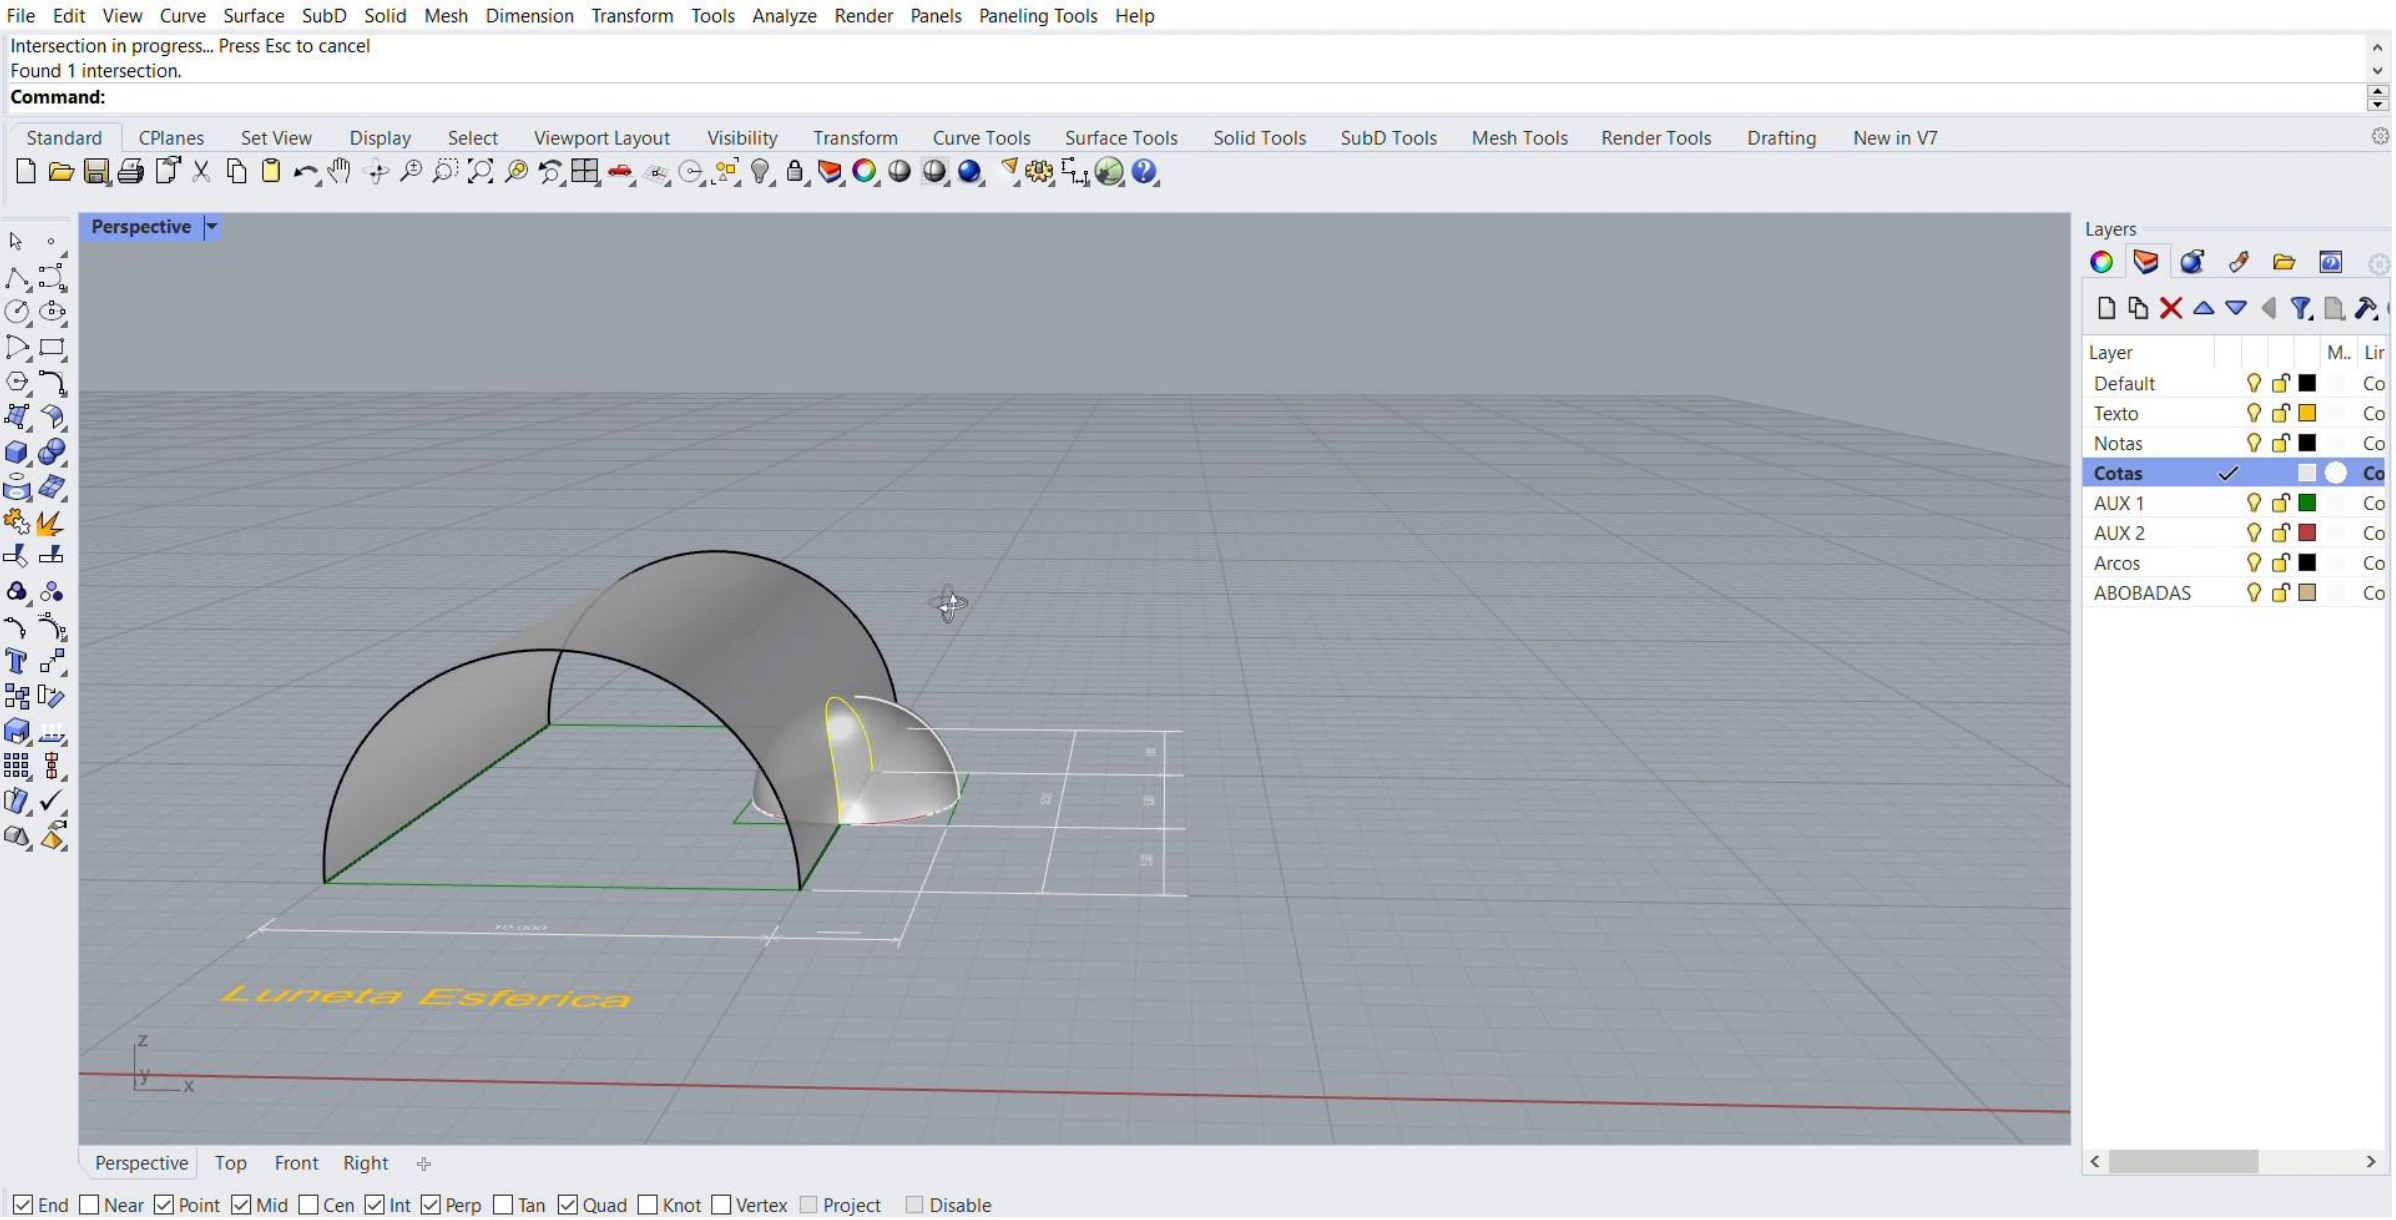 File Edit View Curve Surface SubD Solid Mesh Dimension Transform Tools Analyze Render Panels Paneling Tools Help
Intersection in progress... Press Esc to cancel
Found 1 intersection.
Command:
Standard CPlanes Set View Display Select Viewport Layout Visibility Transform Curve Tools Surface Tools Solid Tools SubD Tools Mesh Tools Render Tools Drafting New in V7
Perspective
Layers
Layer M.. Lir
Default Co
Texto Co
Notas Co
Cotas Co
AUX 1 Co
AUX 2 Co
Arcos Co
ABOBADAS Co
10.000
Luneta Esferica
z
y
x
Perspective Top Front Right
End Near Point Mid Cen Int Perp Tan Quad Knot Vertex Project Disable